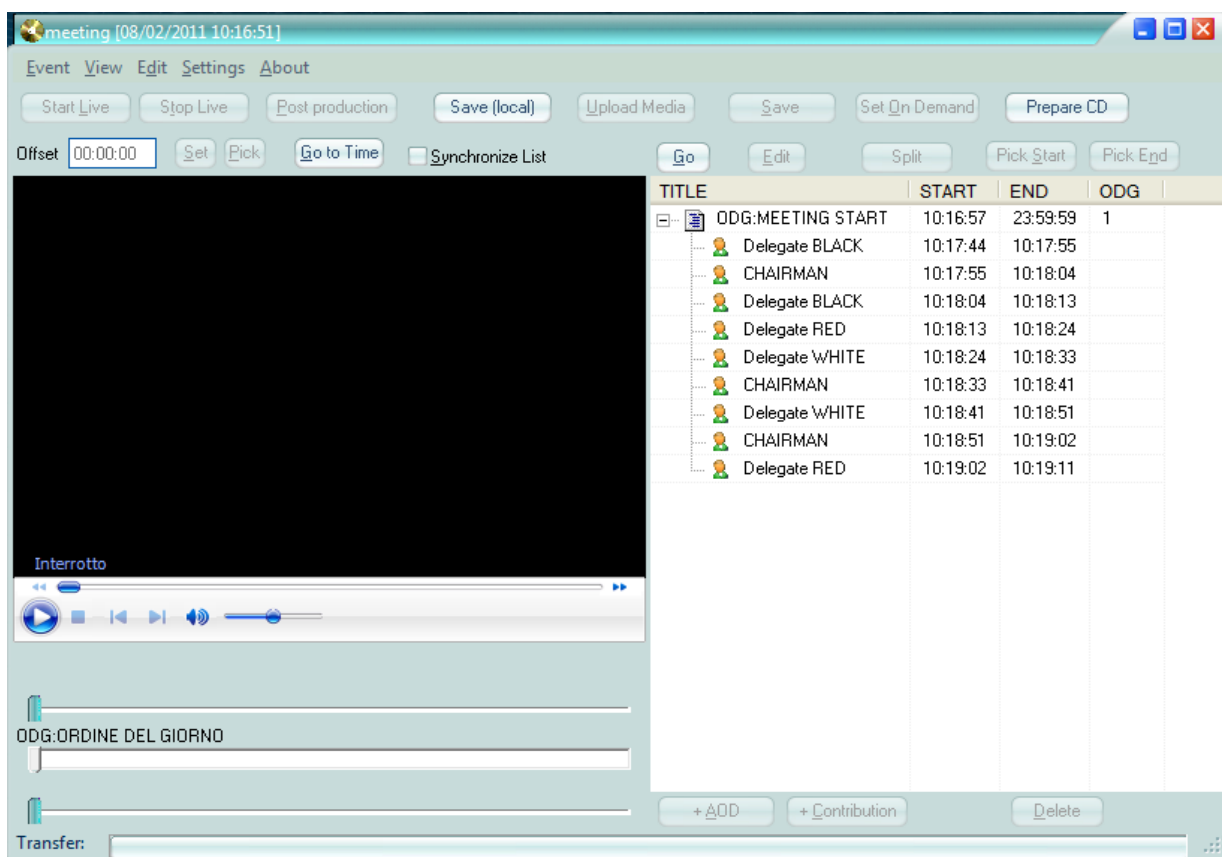 meeting [08/02/2011 10:16:51]
Event View Edit Settings About
Start Live Stop Live Post production Save (local) Upload Media Save Set On Demand Prepare CD
Offset 00:00:00 Set Pick Go to Time Synchronize List Go Edit Split Pick Start Pick End
TITLE START END ODG
ODG:MEETING START 10:16:57 23:59:59 1
Delegate BLACK 10:17:44 10:17:55
CHAIRMAN 10:17:55 10:18:04
Delegate BLACK 10:18:04 10:18:13
Delegate RED 10:18:13 10:18:24
Delegate WHITE 10:18:24 10:18:33
CHAIRMAN 10:18:33 10:18:41
Delegate WHITE 10:18:41 10:18:51
CHAIRMAN 10:18:51 10:19:02
Delegate RED 10:19:02 10:19:11
Interrotto
ODG:ORDINE DEL GIORNO
+ AOD + Contribution Delete
Transfer: